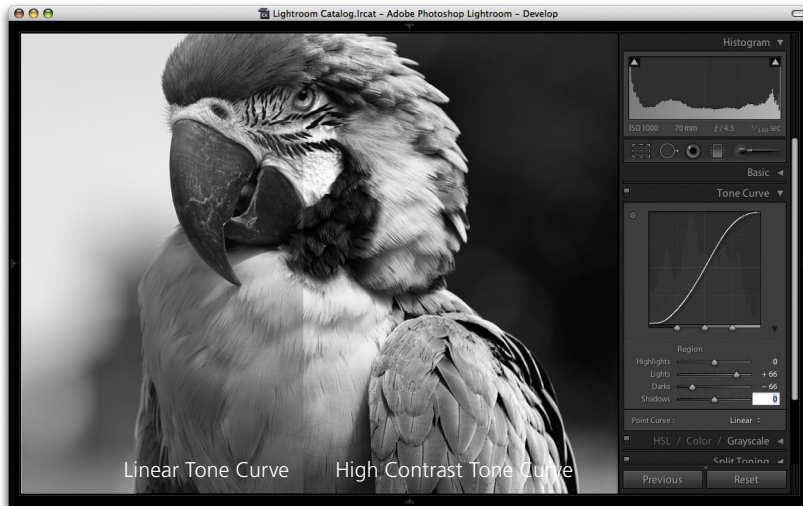 Lightroom Catalog.lrcat - Adobe Photoshop Lightroom - Develop
Histogram
ISO 1000 70 mm ƒ / 4.5 sec
Basic
Tone Curve
Region
Highlights 0
Lights + 66
Darks - 66
Shadows 0
Point Curve : Linear
HSL / Color / Grayscale
Split Toning
Previous Reset
Linear Tone Curve High Contrast Tone Curve